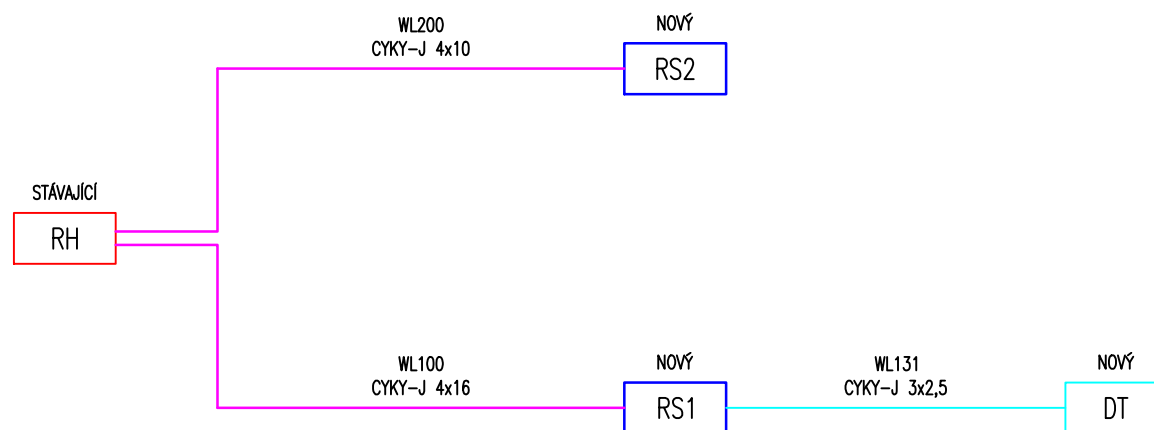 WL200
CYKY-J 4x10
NOVÝ
RS2
STÁVAJÍCÍ
RH
WL100
CYKY-J 4x16
NOVÝ
RS1
WL131
CYKY-J 3x2,5
NOVÝ
DT